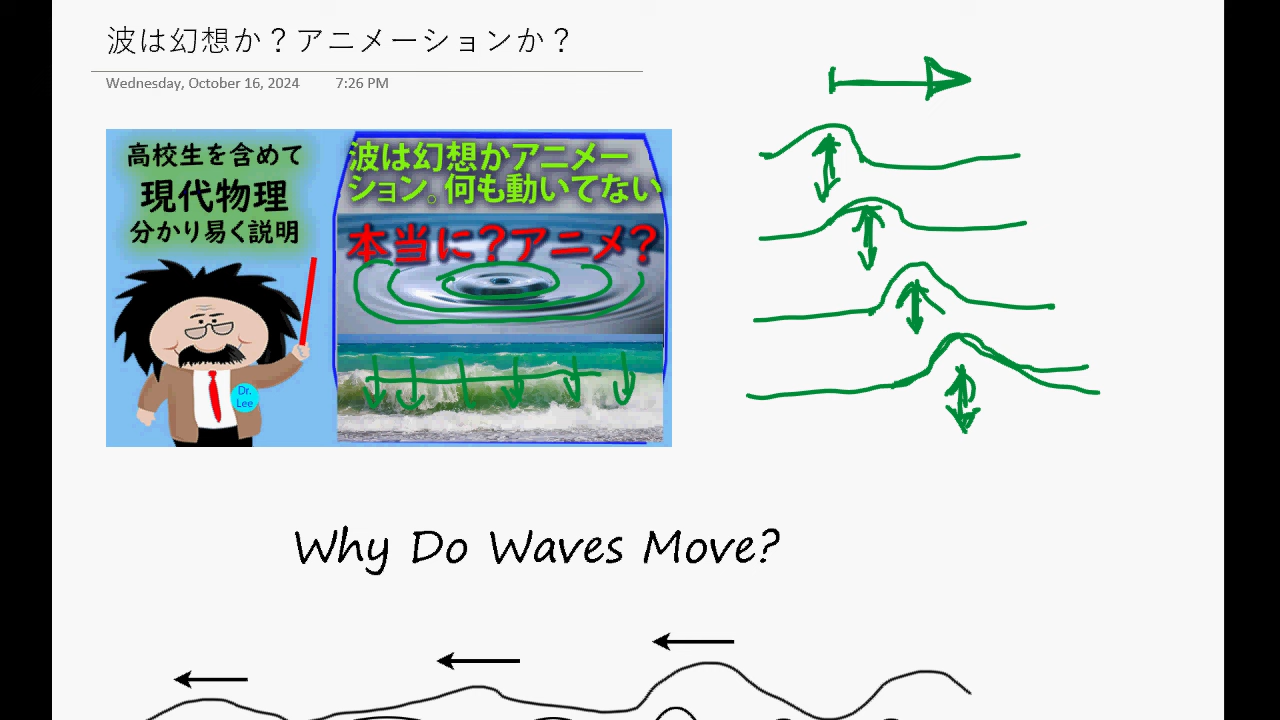 波は幻想か？アニメーションか？
Wednesday, October 16, 2024 7:26 PM
高校生を含めて
現代物理
分かり易く説明
Dr.
Lee
波は幻想かアニメー
ション。何も動いてない
本当に？アニメ？
Why Do Waves Move?